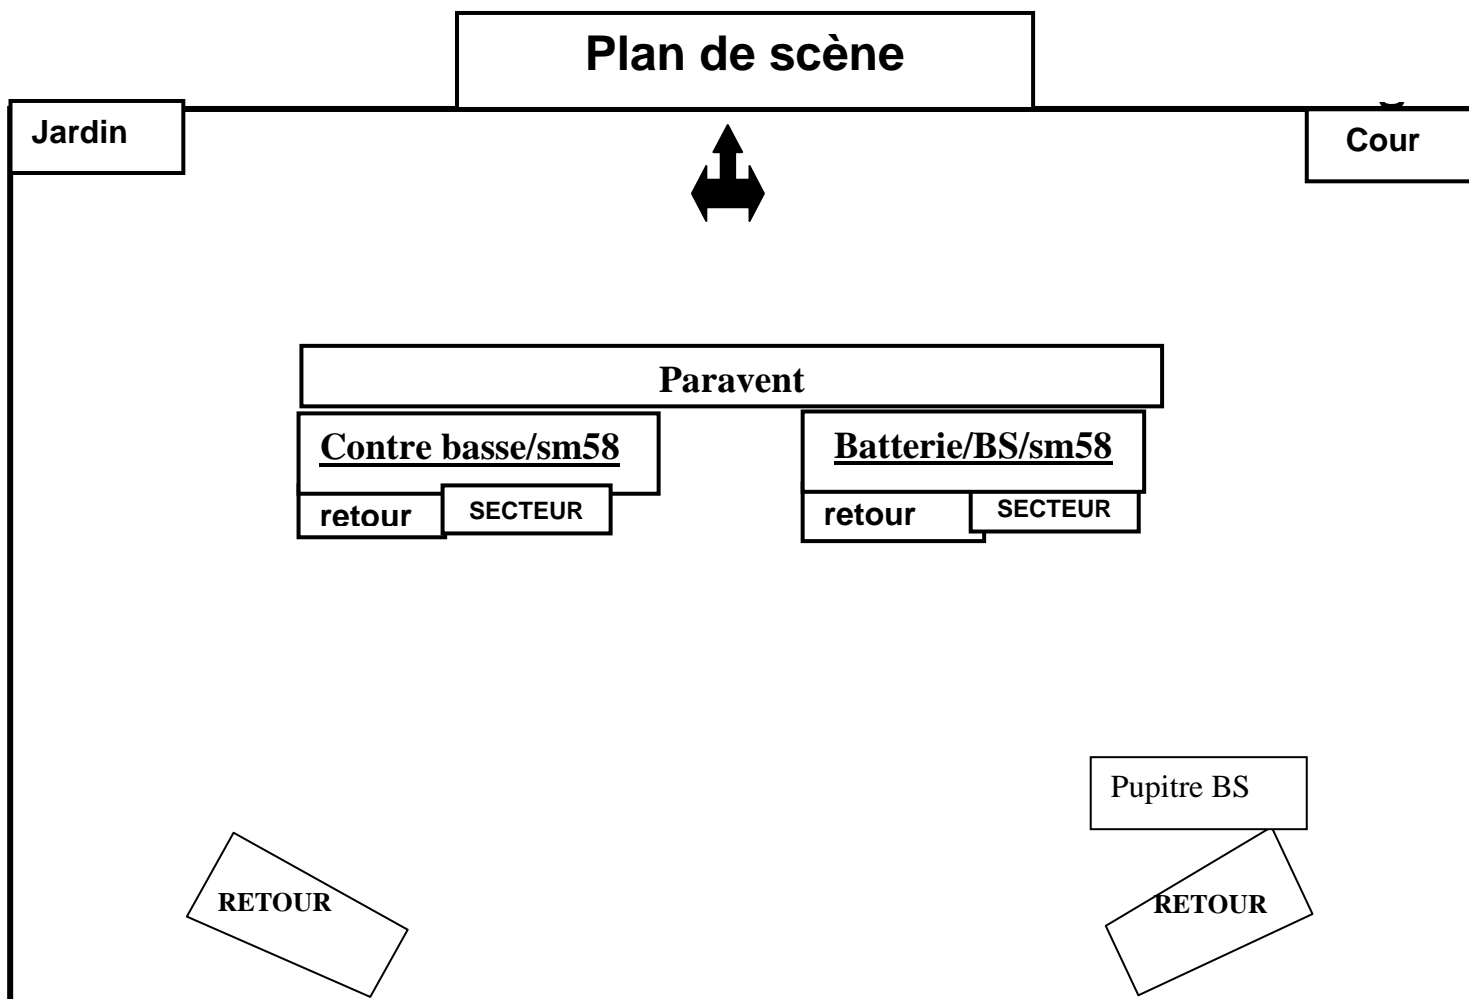 Plan de scène
Jardin
Cour
Paravent
Contre basse/sm58
Batterie/BS/sm58
retour
SECTEUR
retour
SECTEUR
Pupitre BS
RETOUR
RETOUR